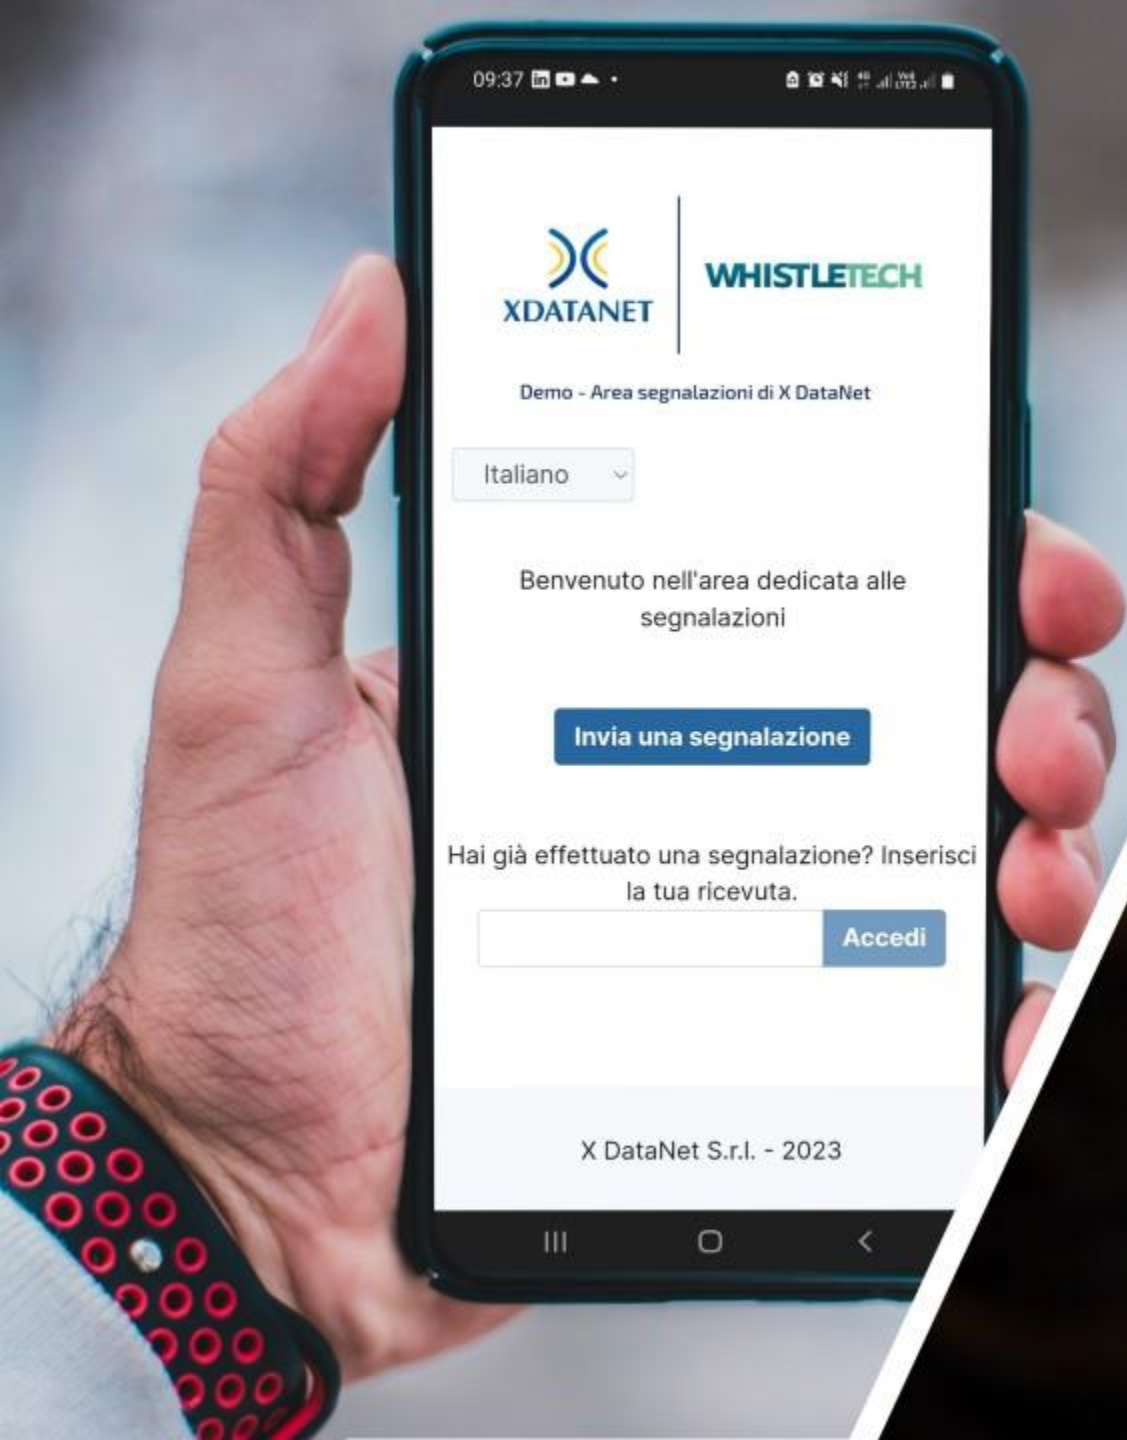 09:37
XDATANET
WHISTLETECH
Demo - Area segnalazioni di X DataNet
Italiano
Benvenuto nell'area dedicata alle
segnalazioni
Invia una segnalazione
Hai già effettuato una segnalazione? Inserisci
la tua ricevuta.
Accedi
X DataNet S.r.l. - 2023